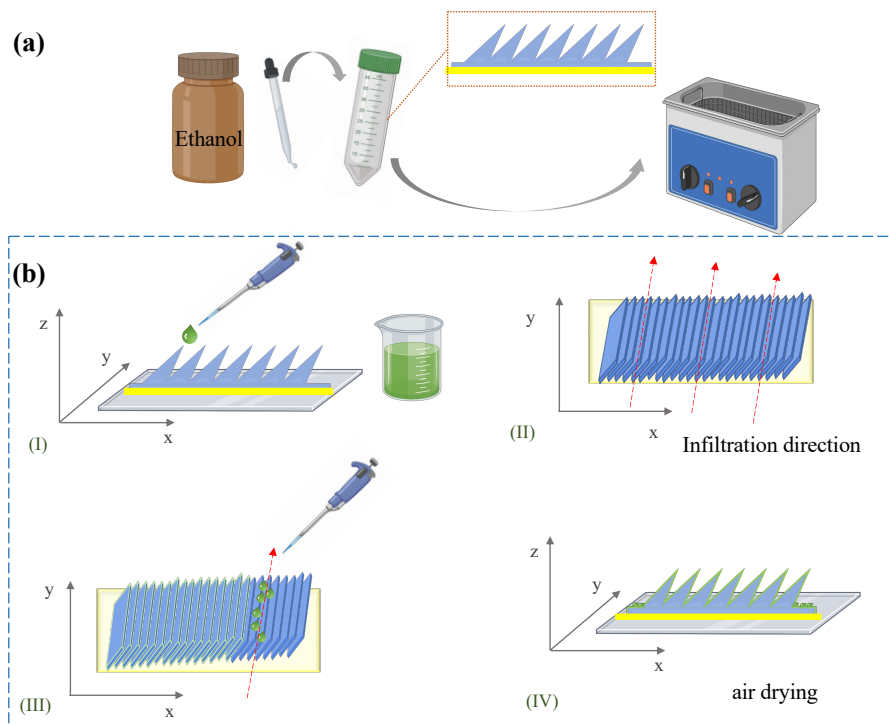 (a)
Ethanol
(b)
z
y
x
(I)
y
x
(II)
Infiltration direction
y
x
(III)
z
y
x
(IV)
air drying